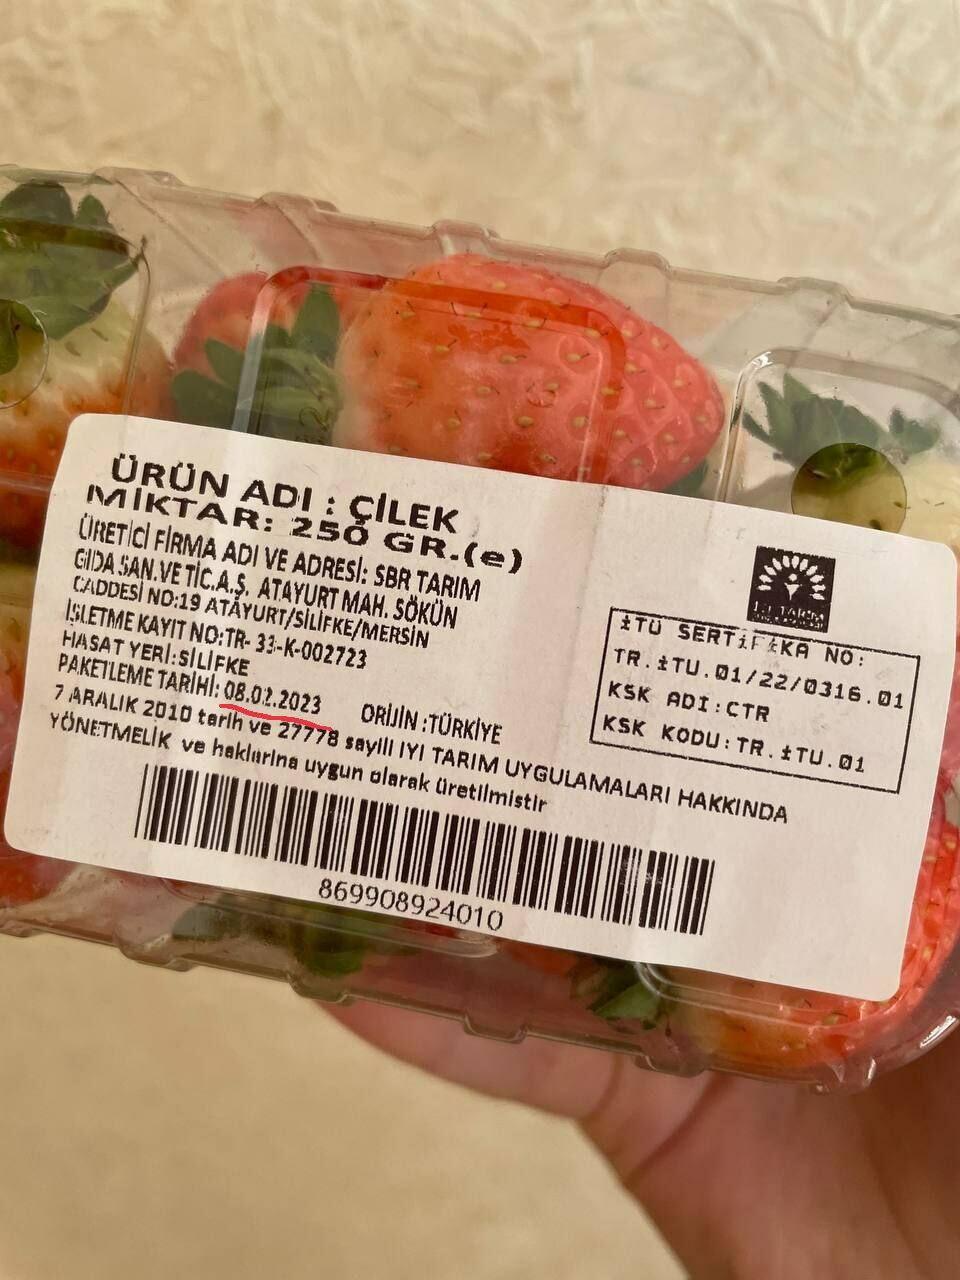 ÜRÜN ADI : ÇİLEK
MİKTAR: 250 GR.(e)
ÜRETİCİ FİRMA ADI VE ADRESİ: SBR TARIM
GIDA SAN.VE TİC.A.Ş. ATAYURT MAH. SÖKÜN
CADDESİ NO:19 ATAYURT/SİLİFKE/MERSİN
İŞLETME KAYIT NO:TR- 33-K-002723
HASAT YERİ:SİLİFKE
PAKETLEME TARİHİ: 08.02.2023 ORİJİN :TÜRKİYE
7 ARALIK 2010 tarih ve 27778 sayili IYI TARIM UYGULAMALARI HAKKINDA
YÖNETMELİK ve haklarina uygun olarak üretilmistir
869908924010
İTÜ SERTİFİKA NO:
TR.İTU.01/22/0316.01
KSK ADI:CTR
KSK KODU:TR.İTU.01